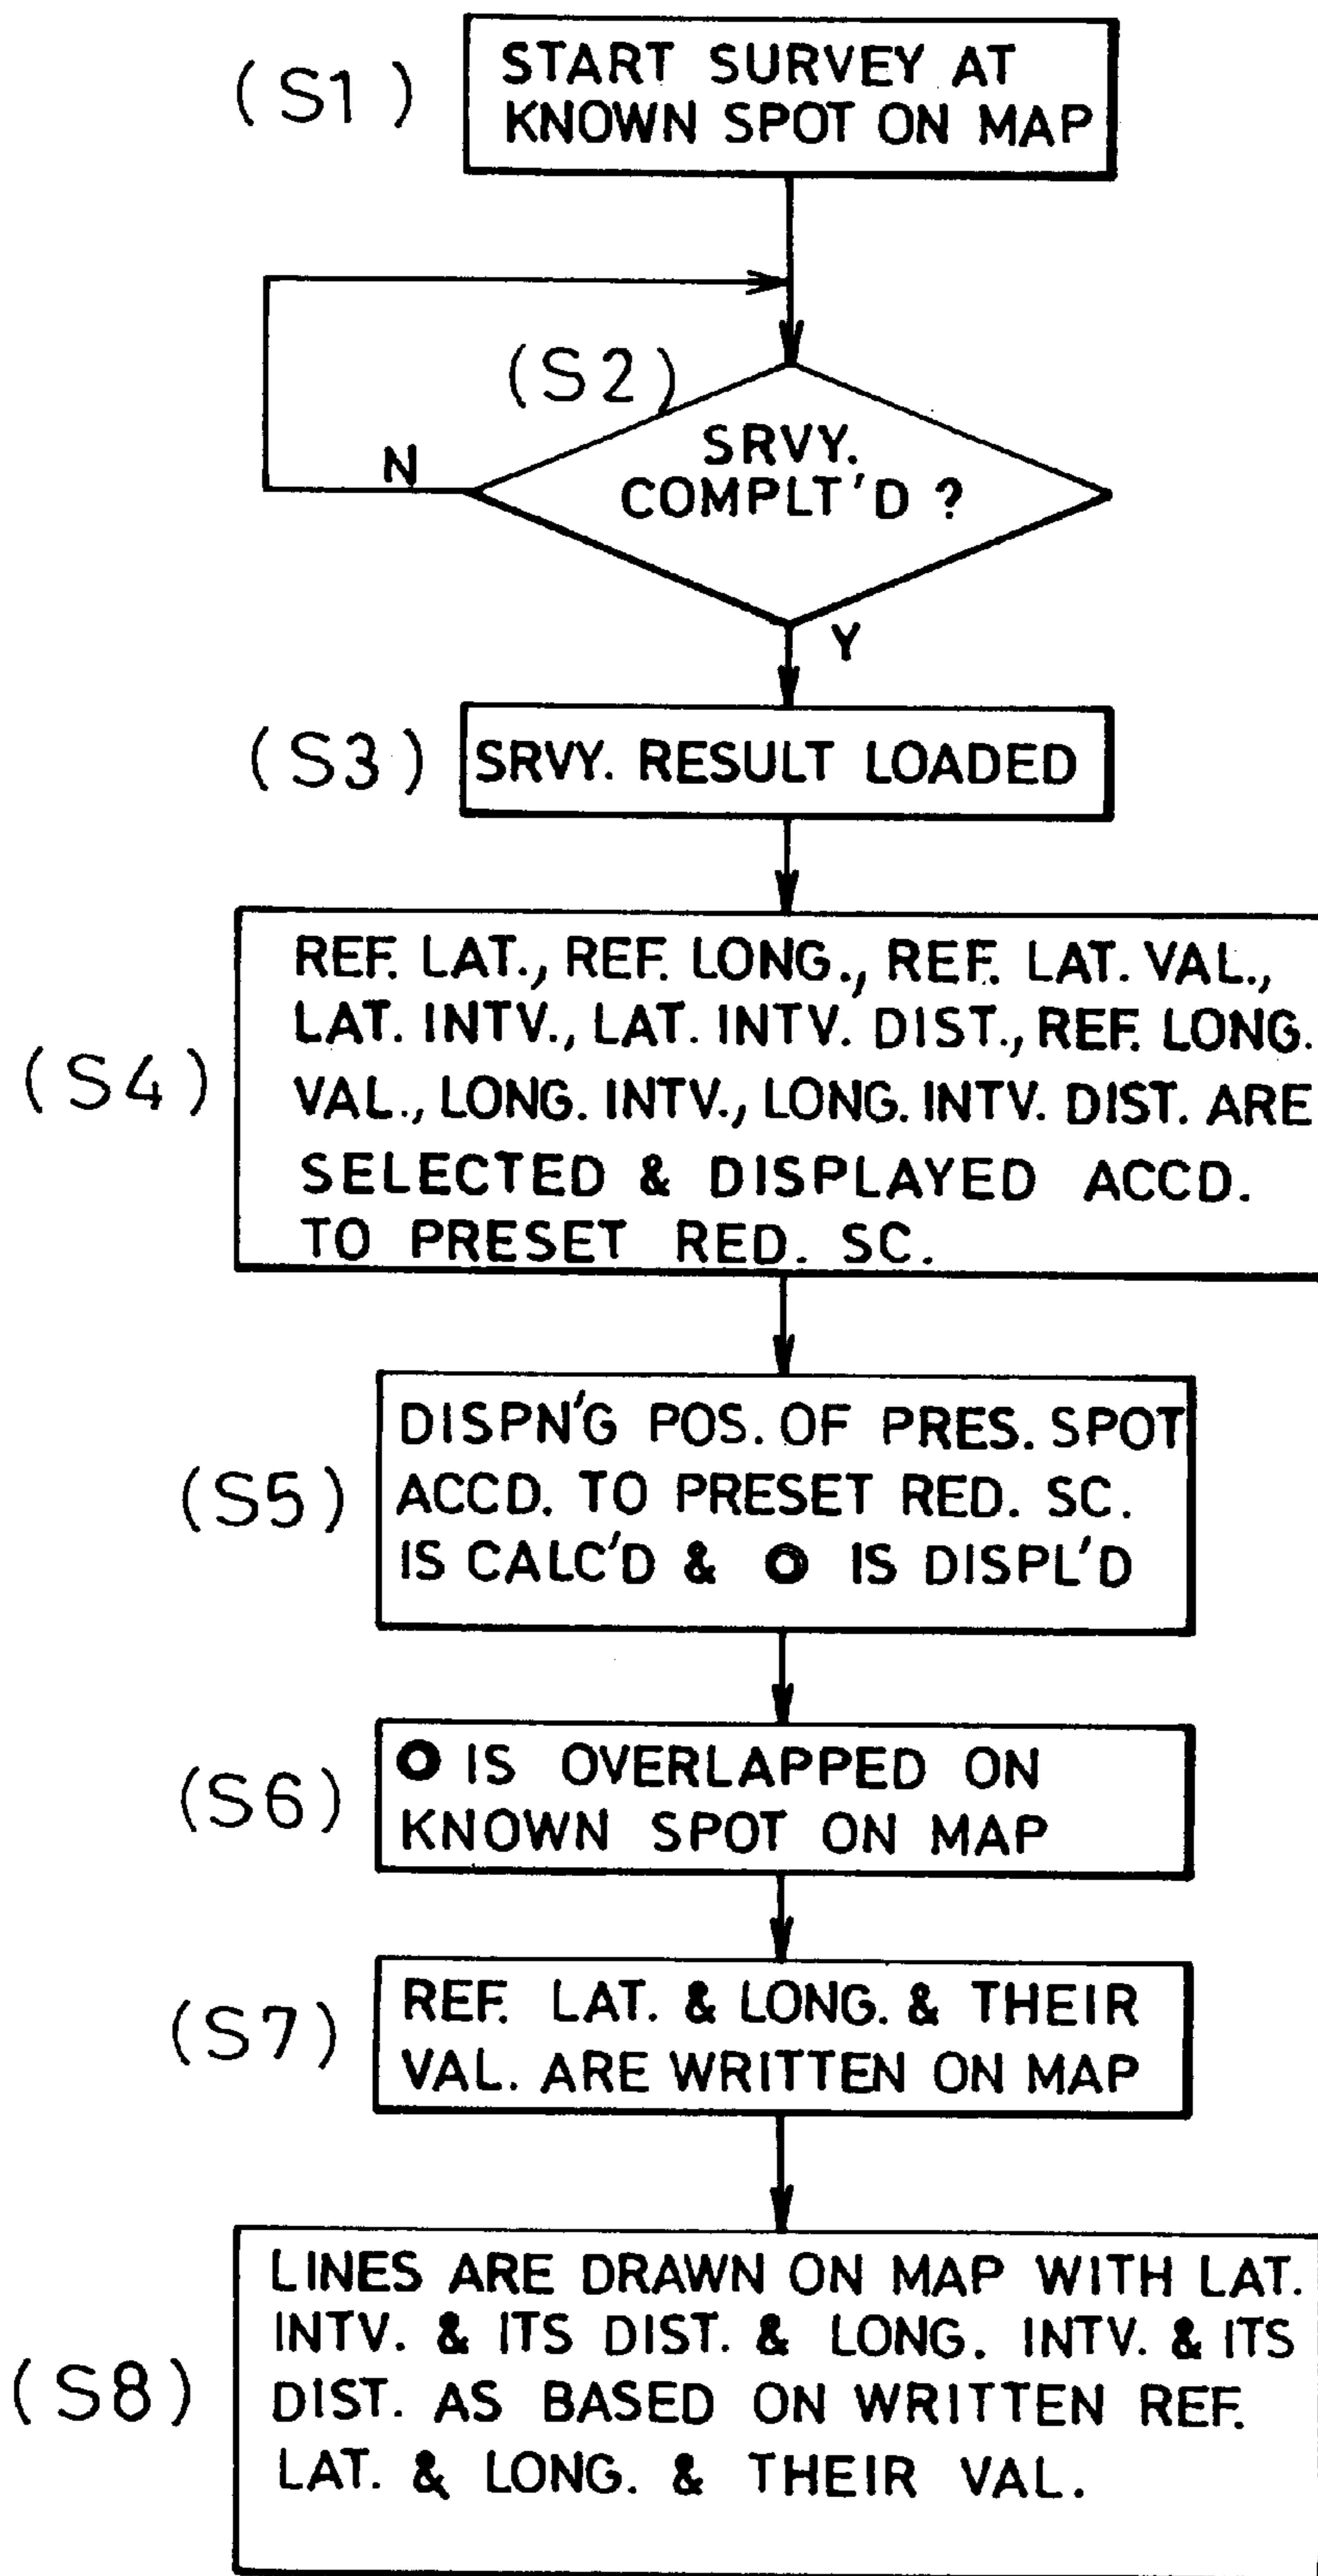 (S1)
START SURVEY AT
KNOWN SPOT ON MAP
(S2)
SRVY.
COMPLT'D ?
N
Y
(S3)
SRVY. RESULT LOADED
(S4)
REF. LAT., REF. LONG., REF. LAT. VAL.,
LAT. INTV., LAT. INTV. DIST., REF. LONG.
VAL., LONG. INTV., LONG. INTV. DIST. ARE
SELECTED & DISPLAYED ACCD.
TO PRESET RED. SC.
(S5)
DISPN'G POS. OF PRES. SPOT
ACCD. TO PRESET RED. SC.
IS CALC'D & O IS DISPL'D
(S6)
O IS OVERLAPPED ON
KNOWN SPOT ON MAP
(S7)
REF. LAT. & LONG. & THEIR
VAL. ARE WRITTEN ON MAP
(S8)
LINES ARE DRAWN ON MAP WITH LAT.
INTV. & ITS DIST. & LONG. INTV. & ITS
DIST. AS BASED ON WRITTEN REF.
LAT. & LONG. & THEIR VAL.